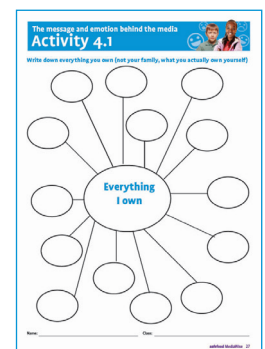 The message and emotion behind the media
Activity 4.1
Write down everything you own (not your family, what you actually own yourself)
Everything
I own
Name: Class:
37